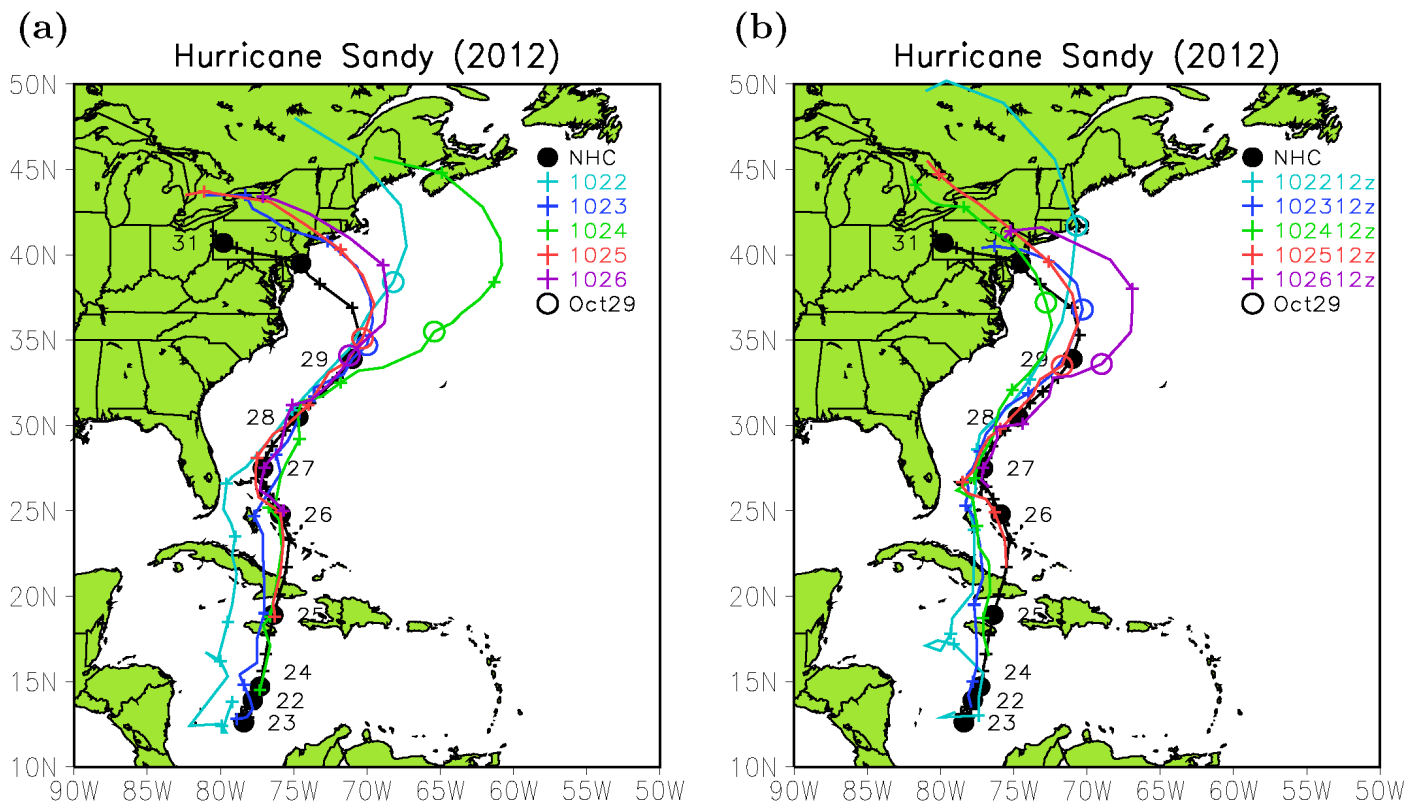 (a)
Hurricane Sandy (2012)
50N
45N
40N
35N
30N
25N
20N
15N
10N
90W
85W
80W
75W
70W
65W
60W
55W
50W
NHC
1022
1023
1024
1025
1026
Oct29
31
30
29
28
27
26
25
24
22
23
(b)
Hurricane Sandy (2012)
50N
45N
40N
35N
30N
25N
20N
15N
10N
90W
85W
80W
75W
70W
65W
60W
55W
50W
NHC
102212z
102312z
102412z
102512z
102612z
Oct29
31
30
29
28
27
26
25
24
22
23